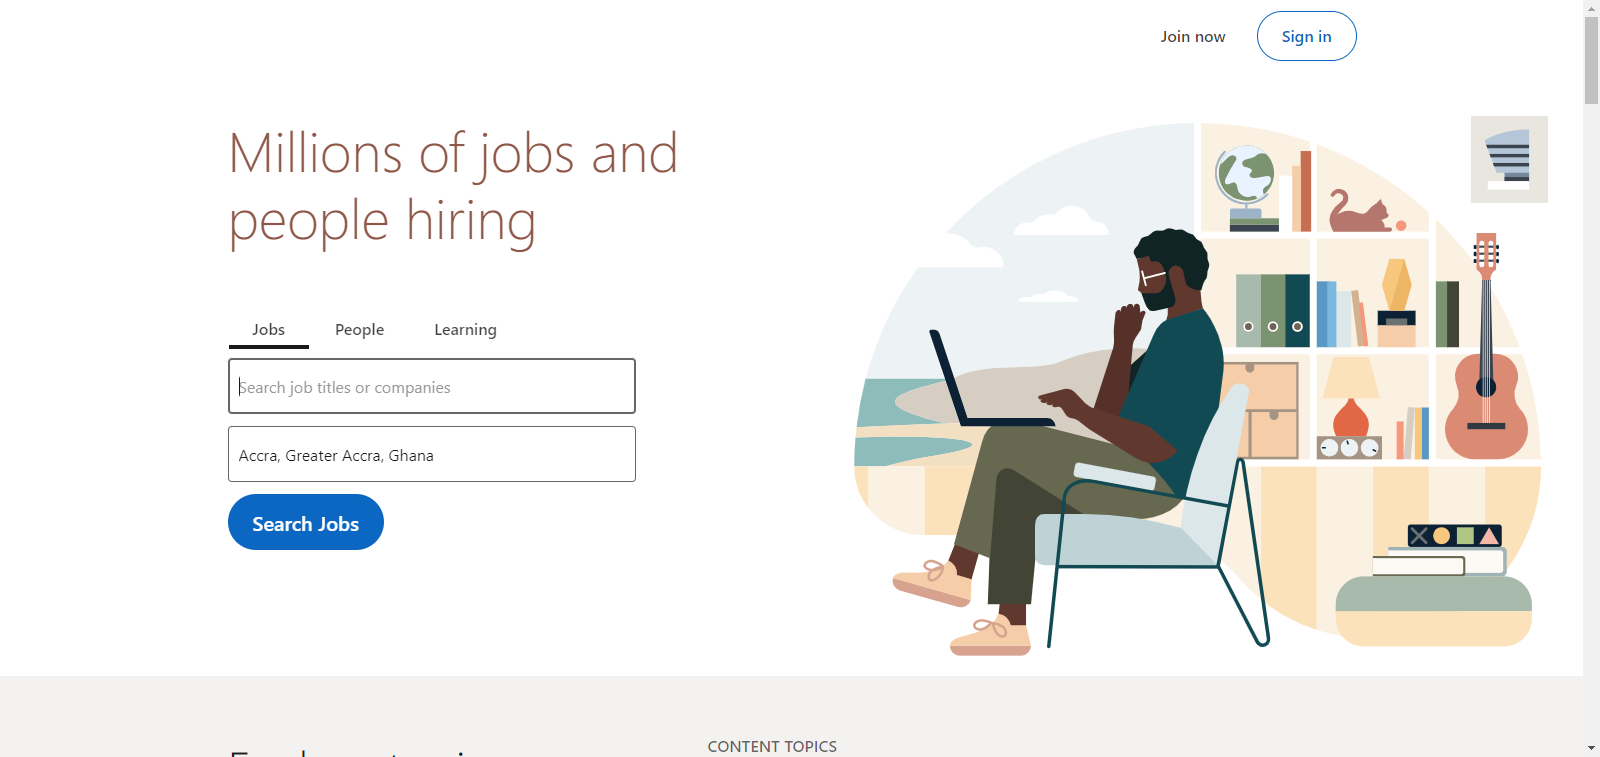 Join now
Sign in
Millions of jobs and
people hiring
Jobs
People
Learning
Search job titles or companies
Accra, Greater Accra, Ghana
Search Jobs
CONTENT TOPICS